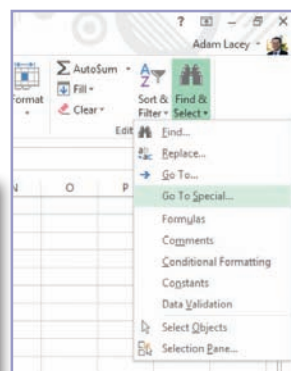 ?
Adam Lacey
AutoSum
Fill
Clear
Sort &
Filter
Find &
Select
Format
Edit
N O P
Find...
Replace...
Go To...
Go To Special...
Formulas
Comments
Conditional Formatting
Constants
Data Validation
Select Objects
Selection Pane...